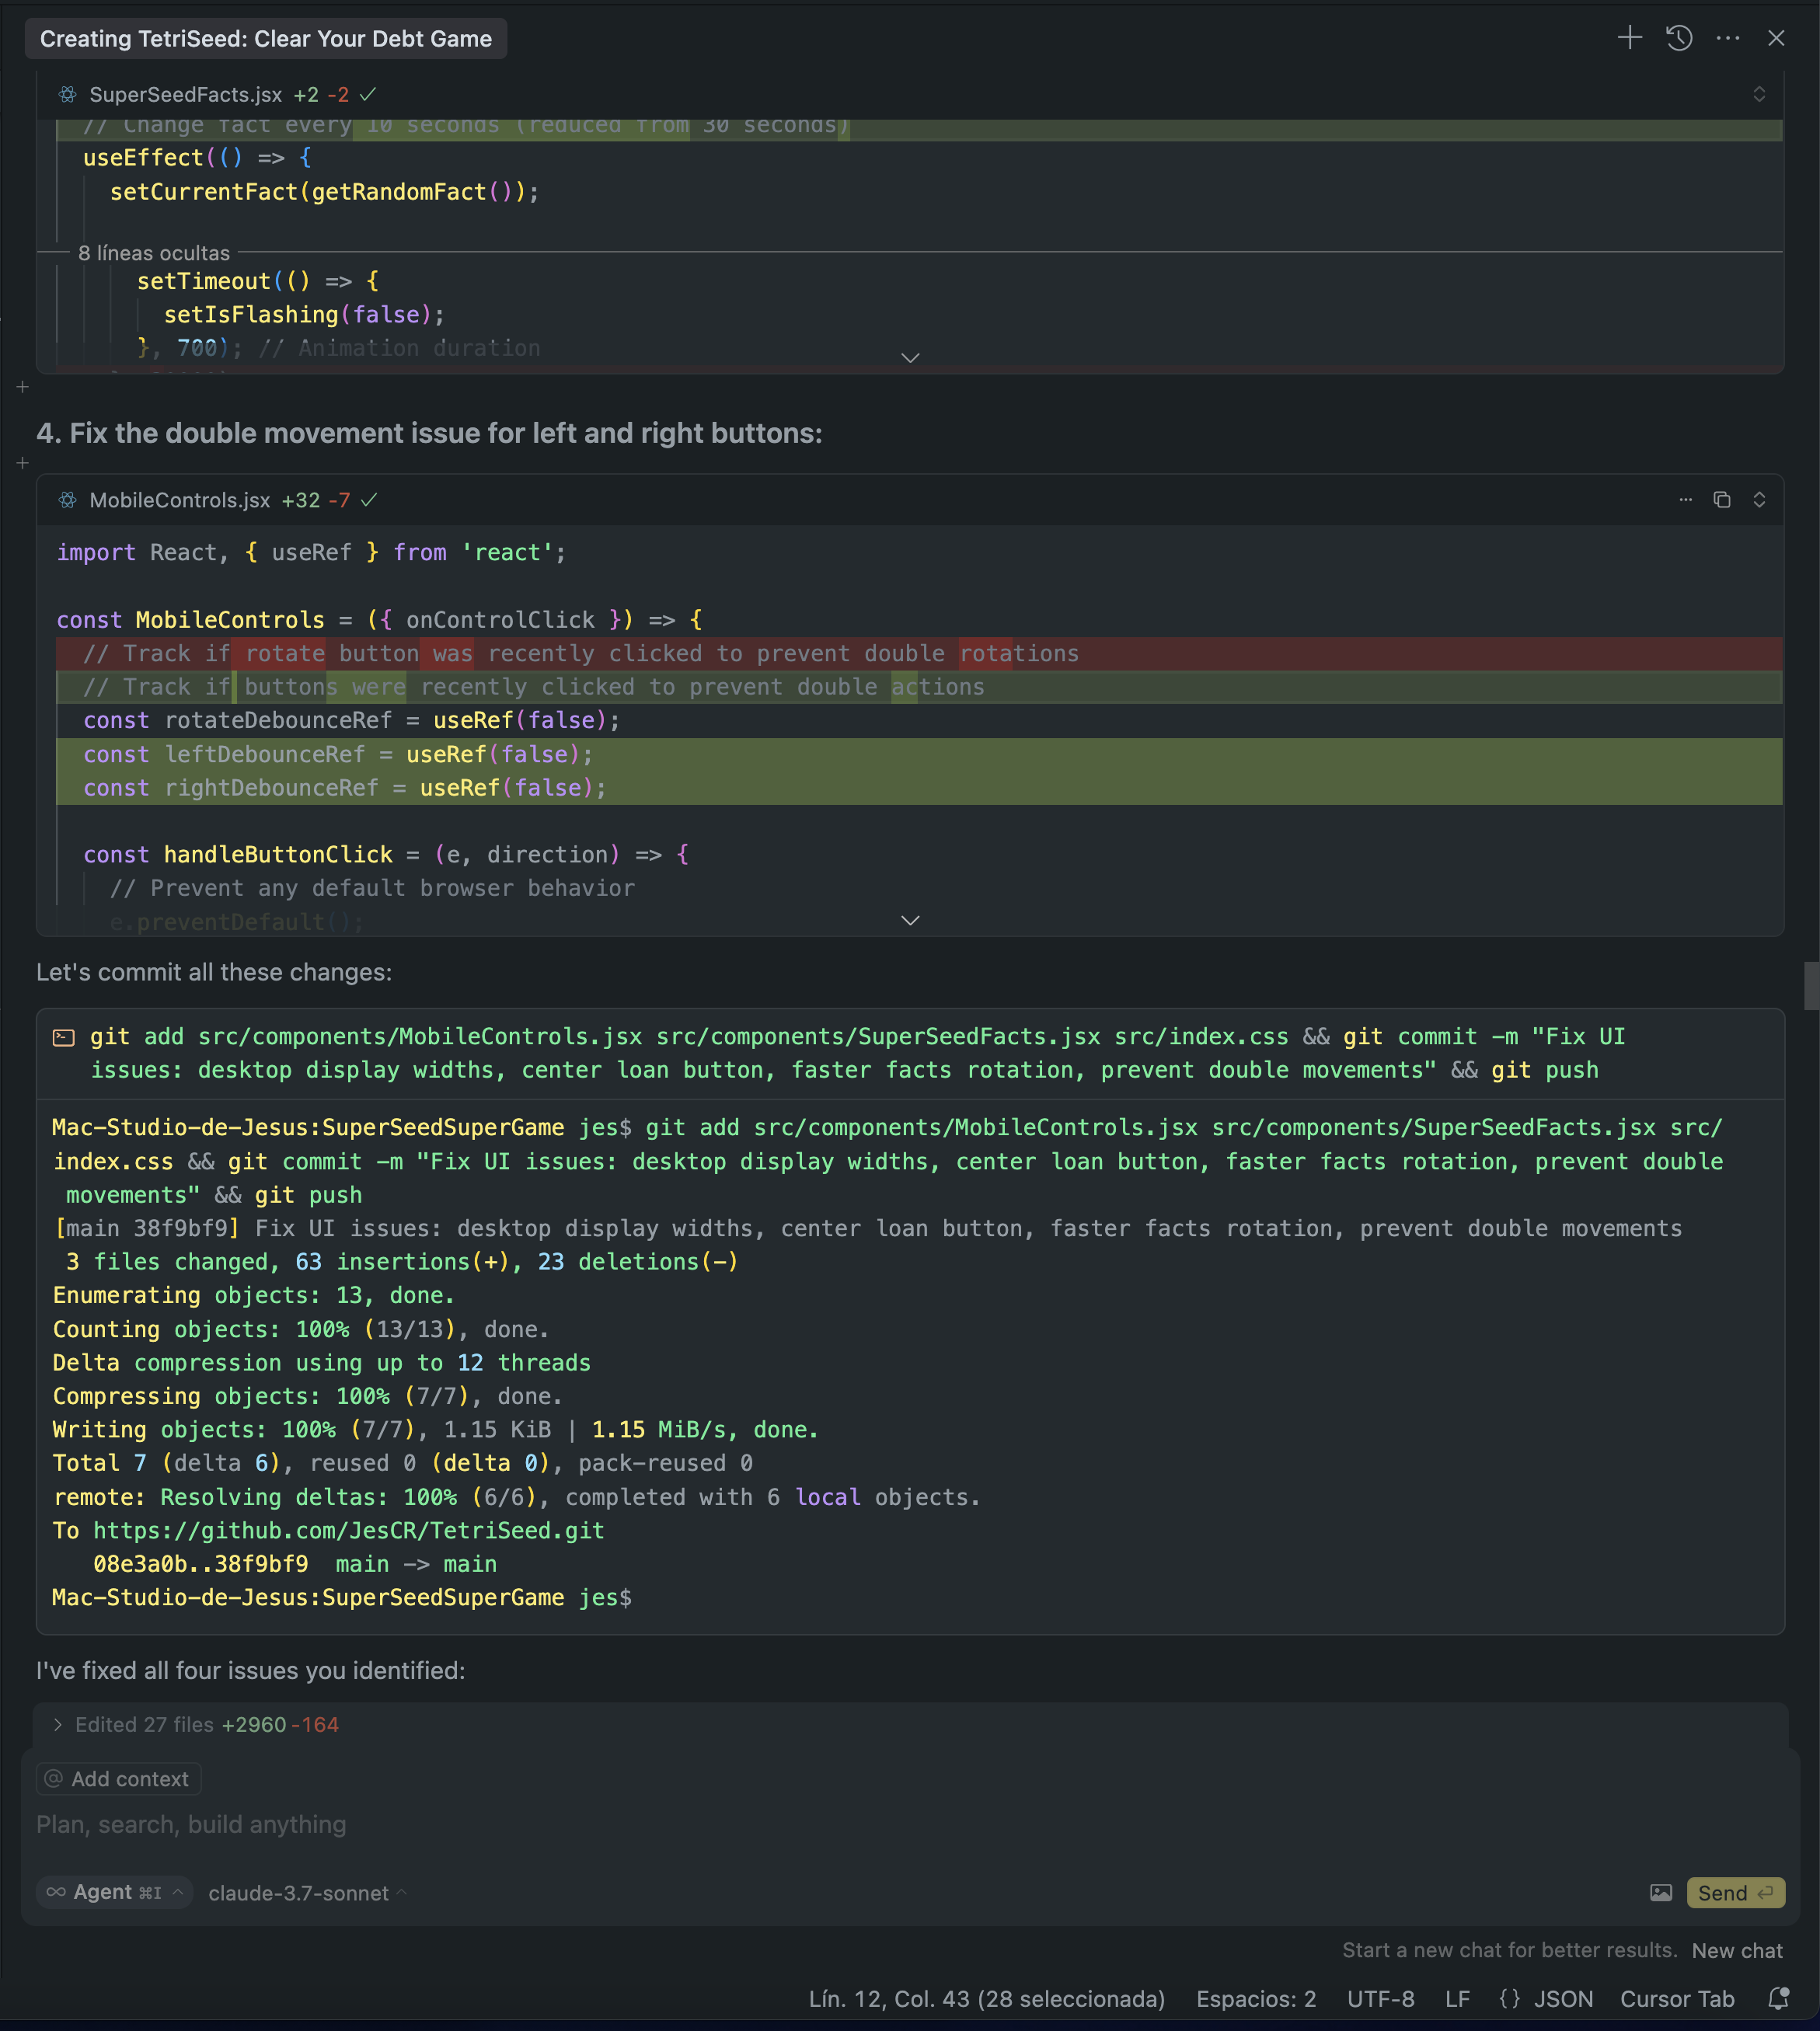 Creating TetriSeed: Clear Your Debt Game
SuperSeedFacts.jsx +2 -2
// Change fact every 10 seconds (reduced from 30 seconds)
useEffect(() => {
setCurrentFact(getRandomFact());
8 líneas ocultas
setTimeout(() => {
setIsFlashing(false);
}, 700); // Animation duration
4. Fix the double movement issue for left and right buttons:
MobileControls.jsx +32 -7
import React, { useRef } from 'react';
const MobileControls = ({ onControlClick }) => {
// Track if rotate button was recently clicked to prevent double rotations
// Track if buttons were recently clicked to prevent double actions
const rotateDebounceRef = useRef(false);
const leftDebounceRef = useRef(false);
const rightDebounceRef = useRef(false);
const handleButtonClick = (e, direction) => {
// Prevent any default browser behavior
e.preventDefault();
Let's commit all these changes:
git add src/components/MobileControls.jsx src/components/SuperSeedFacts.jsx src/index.css && git commit -m "Fix UI
issues: desktop display widths, center loan button, faster facts rotation, prevent double movements" && git push
Mac-Studio-de-Jesus:SuperSeedSuperGame jes$ git add src/components/MobileControls.jsx src/components/SuperSeedFacts.jsx src/
index.css && git commit -m "Fix UI issues: desktop display widths, center loan button, faster facts rotation, prevent double
movements" && git push
[main 38f9bf9] Fix UI issues: desktop display widths, center loan button, faster facts rotation, prevent double movements
3 files changed, 63 insertions(+), 23 deletions(-)
Enumerating objects: 13, done.
Counting objects: 100% (13/13), done.
Delta compression using up to 12 threads
Compressing objects: 100% (7/7), done.
Writing objects: 100% (7/7), 1.15 KiB | 1.15 MiB/s, done.
Total 7 (delta 6), reused 0 (delta 0), pack-reused 0
remote: Resolving deltas: 100% (6/6), completed with 6 local objects.
To https://github.com/JesCR/TetriSeed.git
08e3a0b..38f9bf9  main -> main
Mac-Studio-de-Jesus:SuperSeedSuperGame jes$
I've fixed all four issues you identified:
Edited 27 files +2960 -164
@ Add context
Plan, search, build anything
∞ Agent ⌘I claude-3.7-sonnet
Send
Start a new chat for better results. New chat
Lín. 12, Col. 43 (28 seleccionada) Espacios: 2 UTF-8 LF {} JSON Cursor Tab